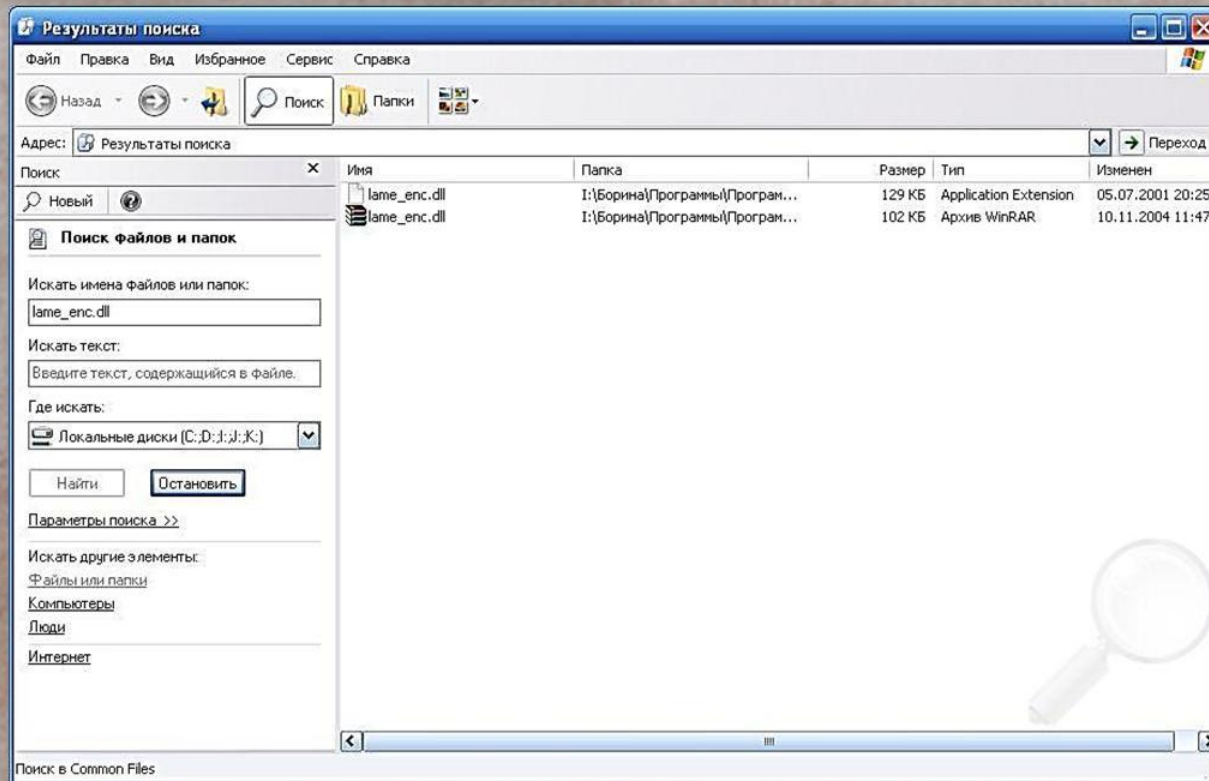 Результаты поиска
Файл Правка Вид Избранное Сервис Справка
Назад Поиск Папки
Адрес: Результаты поиска Переход
Поиск
Новый
Поиск файлов и папок
Искать имена файлов или папок:
lame_enc.dll
Искать текст:
Введите текст, содержащийся в файле.
Где искать:
Локальные диски (C:;D:;I:;J:;K:)
Найти Остановить
Параметры поиска >>
Искать другие элементы:
Файлы или папки
Компьютеры
Люди
Интернет
Имя Папка Размер Тип Изменен
lame_enc.dll I:\Борина\Программы\Програм... 129 КБ Application Extension 05.07.2001 20:25
lame_enc.dll I:\Борина\Программы\Програм... 102 КБ Архив WinRAR 10.11.2004 11:47
Поиск в Common Files